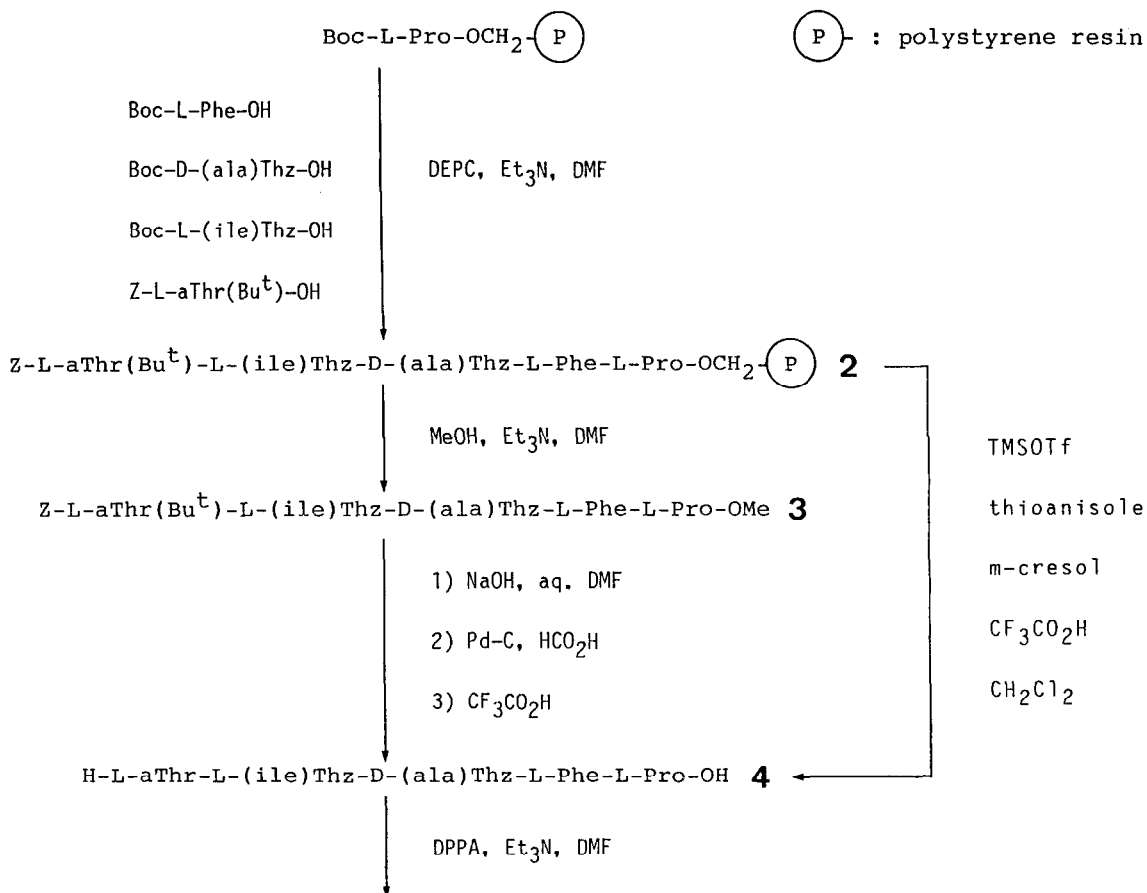 Boc-L-Pro-OCH2-P
P- : polystyrene resin
Boc-L-Phe-OH
Boc-D-(ala)Thz-OH
DEPC, Et3N, DMF
Boc-L-(ile)Thz-OH
Z-L-aThr(But)-OH
Z-L-aThr(But)-L-(ile)Thz-D-(ala)Thz-L-Phe-L-Pro-OCH2-P 2
MeOH, Et3N, DMF
TMSOTf
thioanisole
m-cresol
CF3CO2H
CH2Cl2
Z-L-aThr(But)-L-(ile)Thz-D-(ala)Thz-L-Phe-L-Pro-OMe 3
1) NaOH, aq. DMF
2) Pd-C, HCO2H
3) CF3CO2H
H-L-aThr-L-(ile)Thz-D-(ala)Thz-L-Phe-L-Pro-OH 4
DPPA, Et3N, DMF